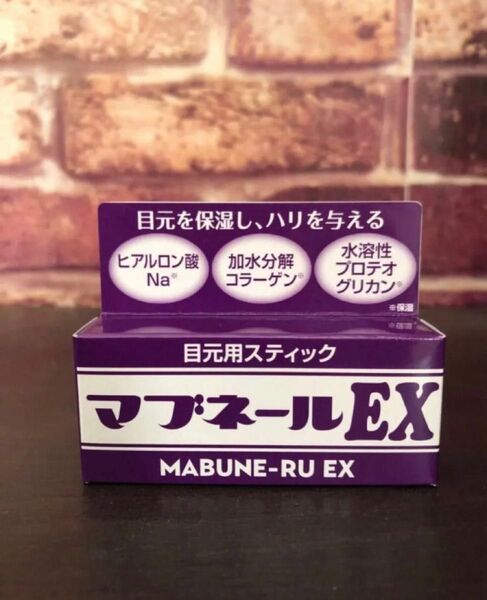 目元を保湿し、ハリを与える
ヒアルロン酸
Na※
加水分解
コラーゲン※
水溶性
プロテオ
グリカン※
※保湿
目元用スティック
マブネールEX
MABUNE-RU EX